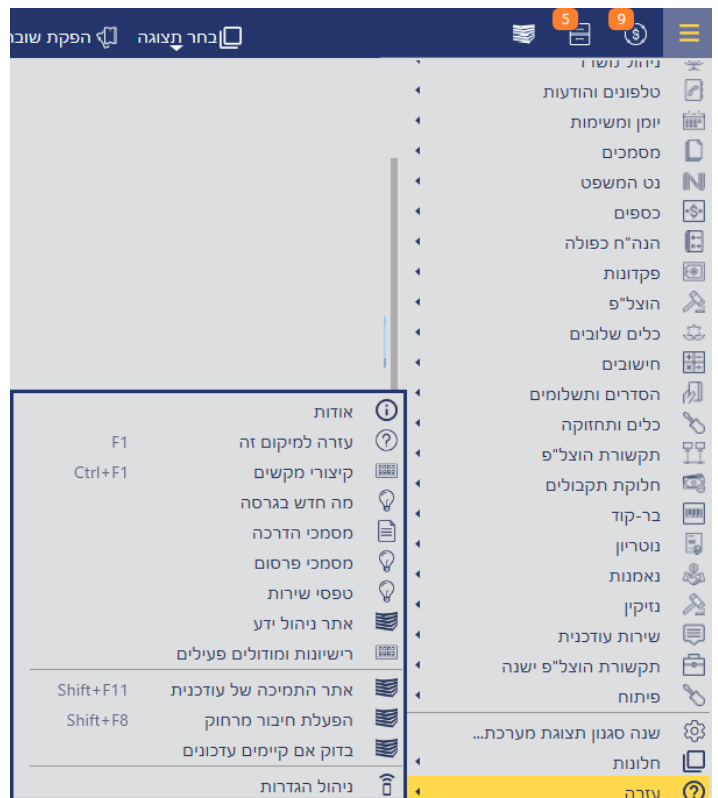 9
5
בחר תצוגה
הפקת שובר
ניהול משרד
טלפונים והודעות
יומן ומשימות
מסמכים
נט המשפט
כספים
הנה"ח כפולה
פקדונות
הוצל"פ
כלים שלובים
חישובים
הסדרים ותשלומים
כלים ותחזוקה
תקשורת הוצל"פ
חלוקת תקבולים
בר-קוד
נוטריון
נאמנות
נזיקין
שירות עודכנית
תקשורת הוצל"פ ישנה
פיתוח
שנה סגנון תצוגת מערכת...
חלונות
עזרה
אודות
עזרה למיקום זה F1
קיצורי מקשים Ctrl+F1
מה חדש בגרסה
מסמכי הדרכה
מסמכי פרסום
טפסי שירות
אתר ניהול ידע
רישיונות ומודולים פעילים
אתר התמיכה של עודכנית Shift+F11
הפעלת חיבור מרחוק Shift+F8
בדוק אם קיימים עדכונים
ניהול הגדרות